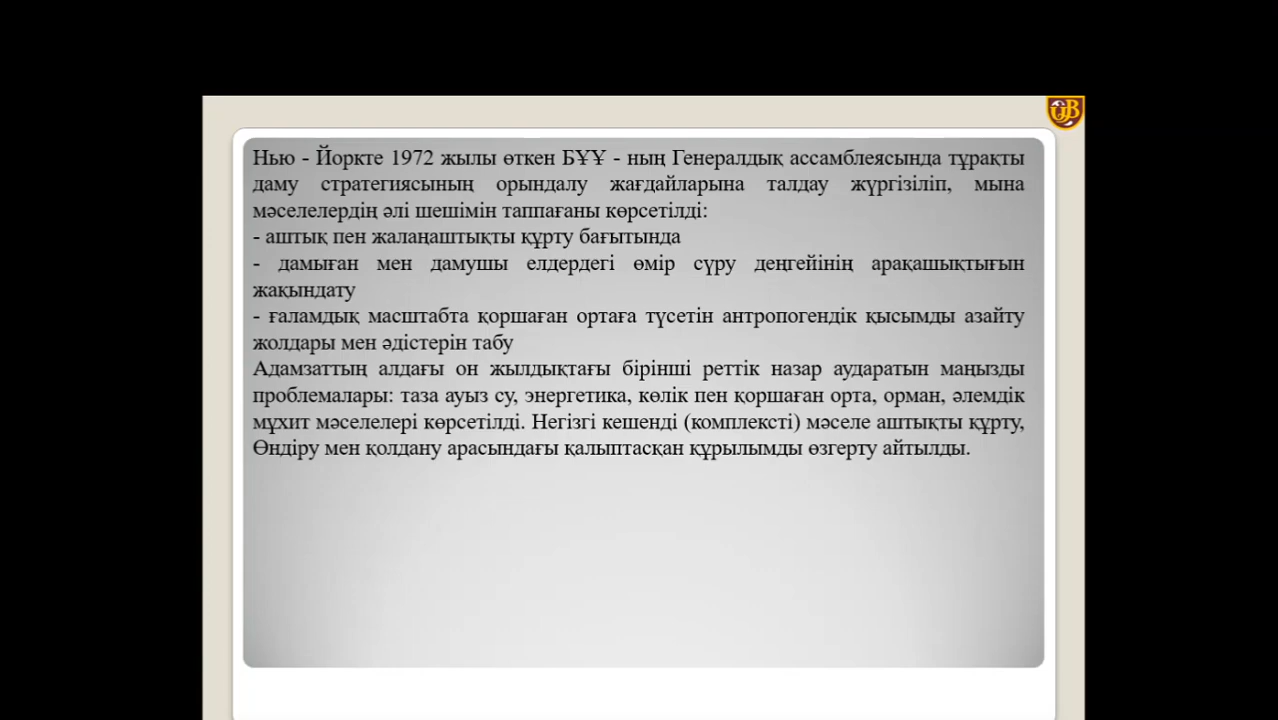 Нью - Йоркте 1972 жылы өткен БҰҰ - ның Генералдық ассамблеясында тұрақты
даму стратегиясының орындалу жағдайларына талдау жүргізіліп, мына
мәселелердің әлі шешімін таппағаны көрсетілді:
- аштық пен жалаңаштықты құрту бағытында
- дамыған мен дамушы елдердегі өмір сүру деңгейінің арақашықтығын
жақындату
- ғаламдық масштабта қоршаған ортаға түсетін антропогендік қысымды азайту
жолдары мен әдістерін табу
Адамзаттың алдағы он жылдықтағы бірінші реттік назар аударатын маңызды
проблемалары: таза ауыз су, энергетика, көлік пен қоршаған орта, орман, әлемдік
мұхит мәселелері көрсетілді. Негізгі кешенді (комплексті) мәселе аштықты құрту,
Өндіру мен қолдану арасындағы қалыптасқан құрылымды өзгерту айтылды.